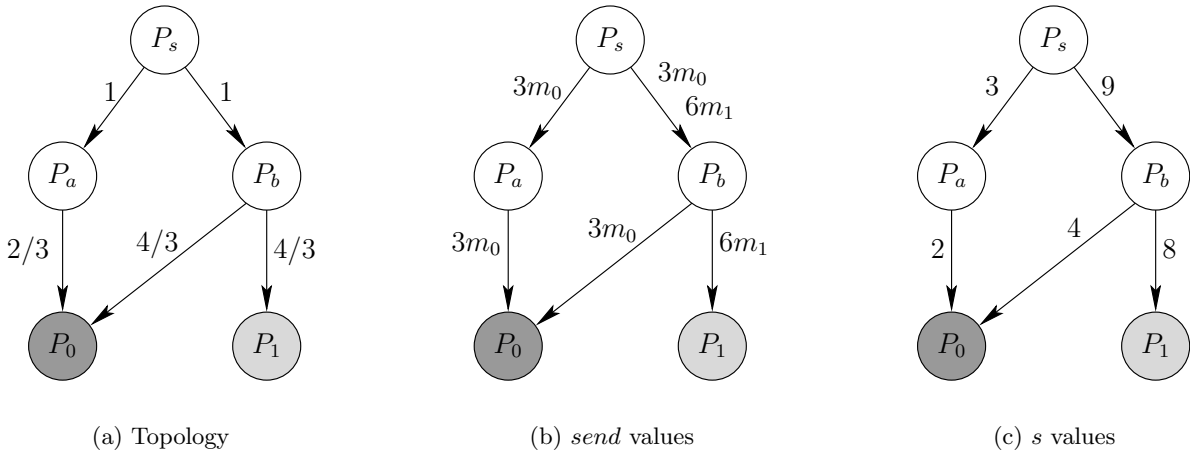 P_s
1
1
P_a
P_b
2/3
4/3
4/3
P_0
P_1
(a) Topology
P_s
3m_0
3m_0
6m_1
P_a
P_b
3m_0
3m_0
6m_1
P_0
P_1
(b) send values
P_s
3
9
P_a
P_b
2
4
8
P_0
P_1
(c) s values